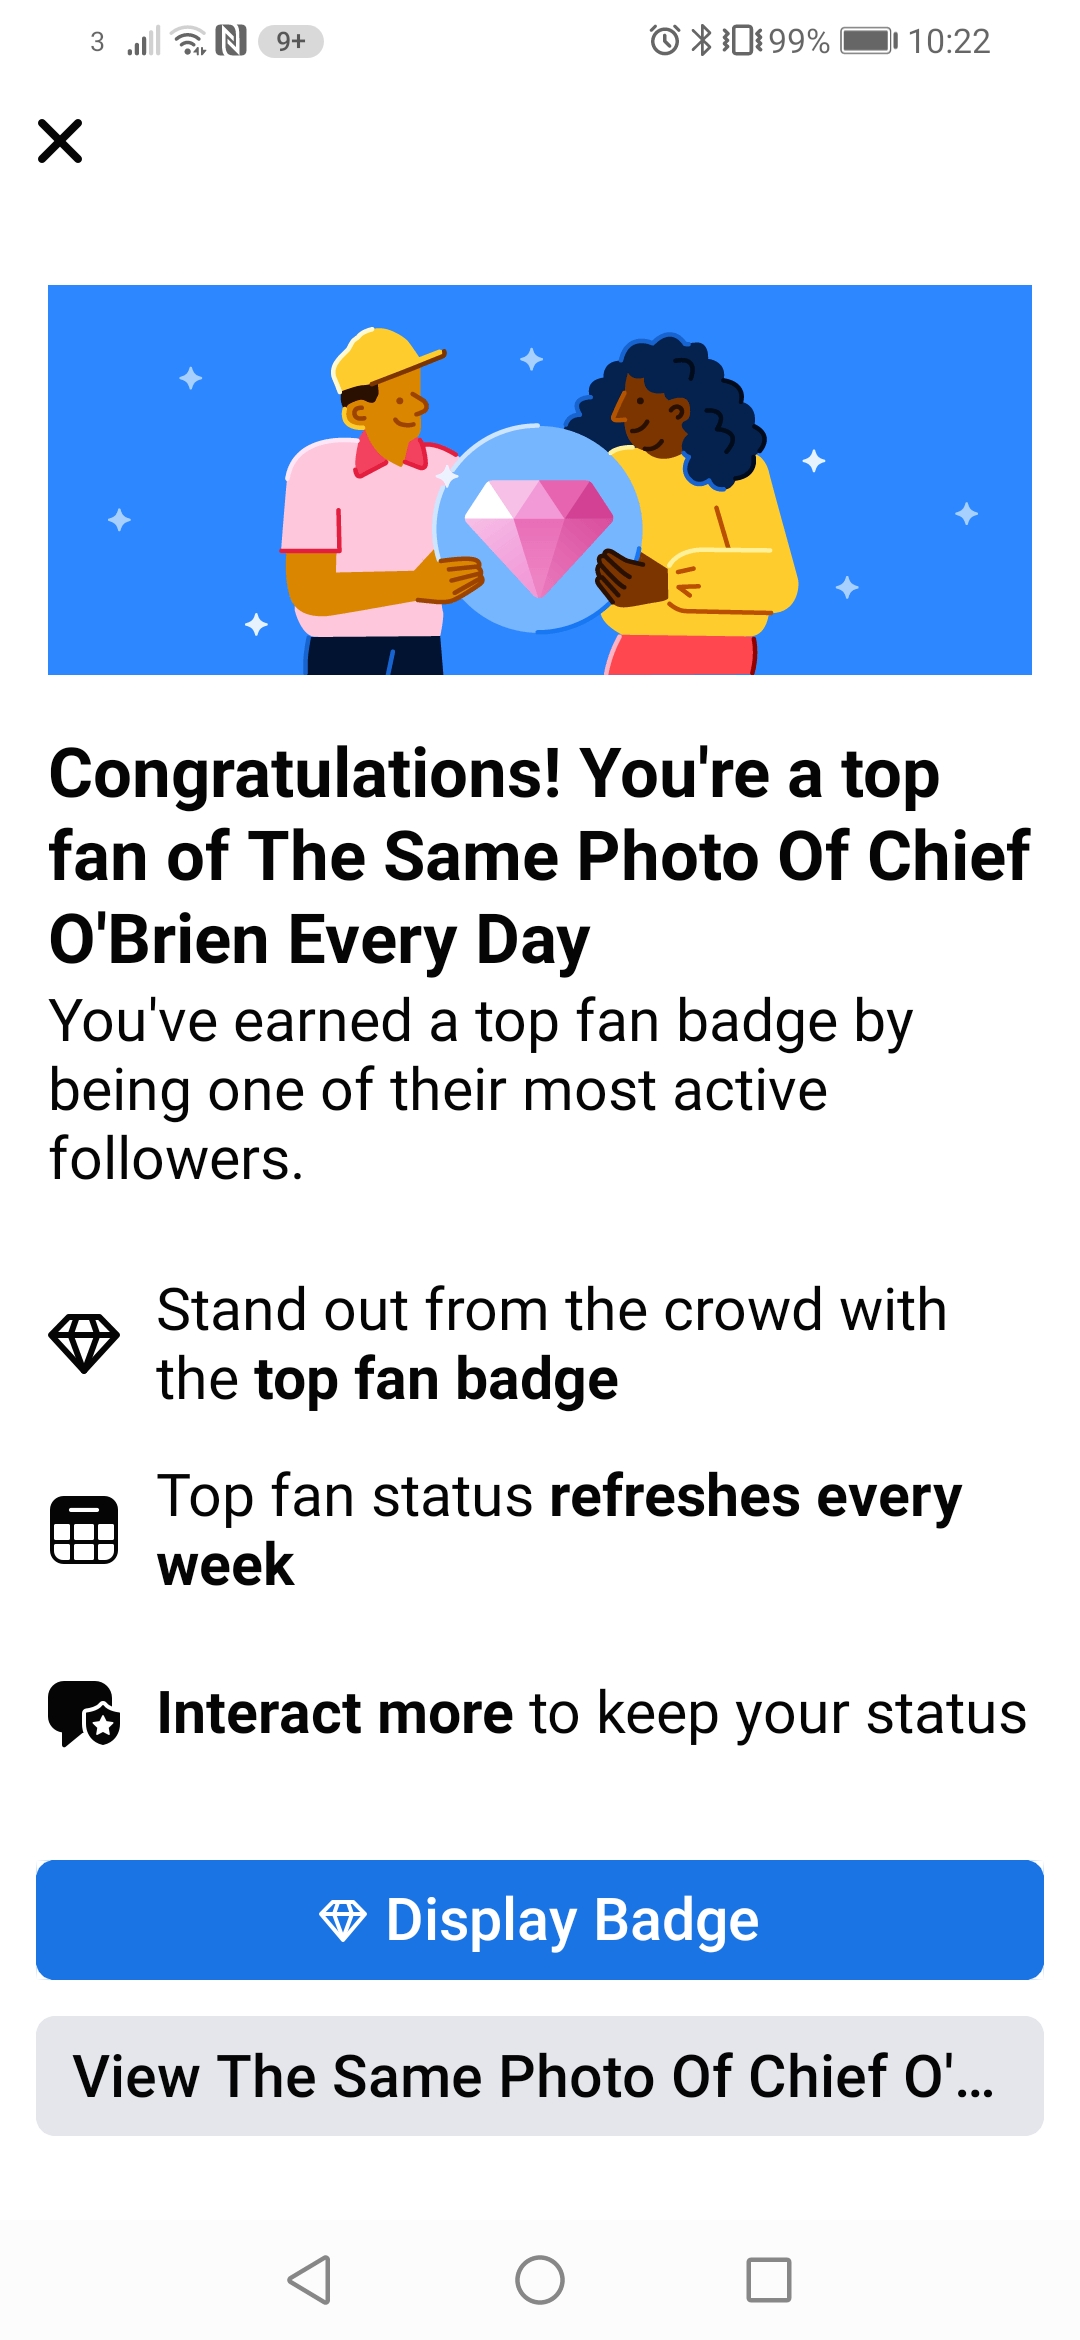 3 9+ 99% 10:22
Congratulations! You're a top
fan of The Same Photo Of Chief
O'Brien Every Day
You've earned a top fan badge by
being one of their most active
followers.
Stand out from the crowd with
the top fan badge
Top fan status refreshes every
week
Interact more to keep your status
Display Badge
View The Same Photo Of Chief O'...